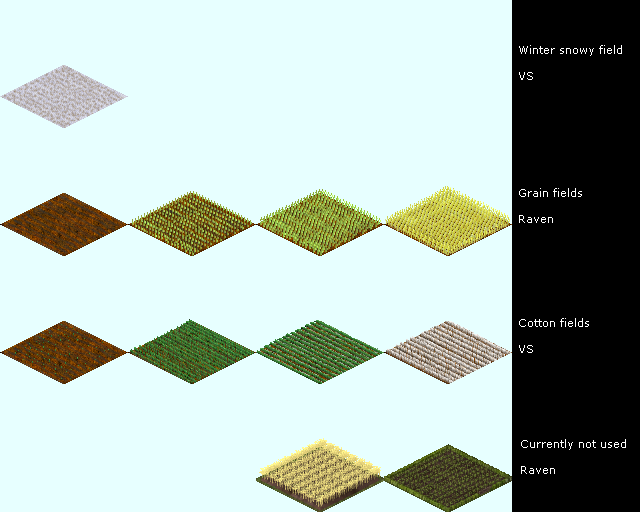 Winter snowy field
VS
Grain fields
Raven
Cotton fields
VS
Currently not used
Raven